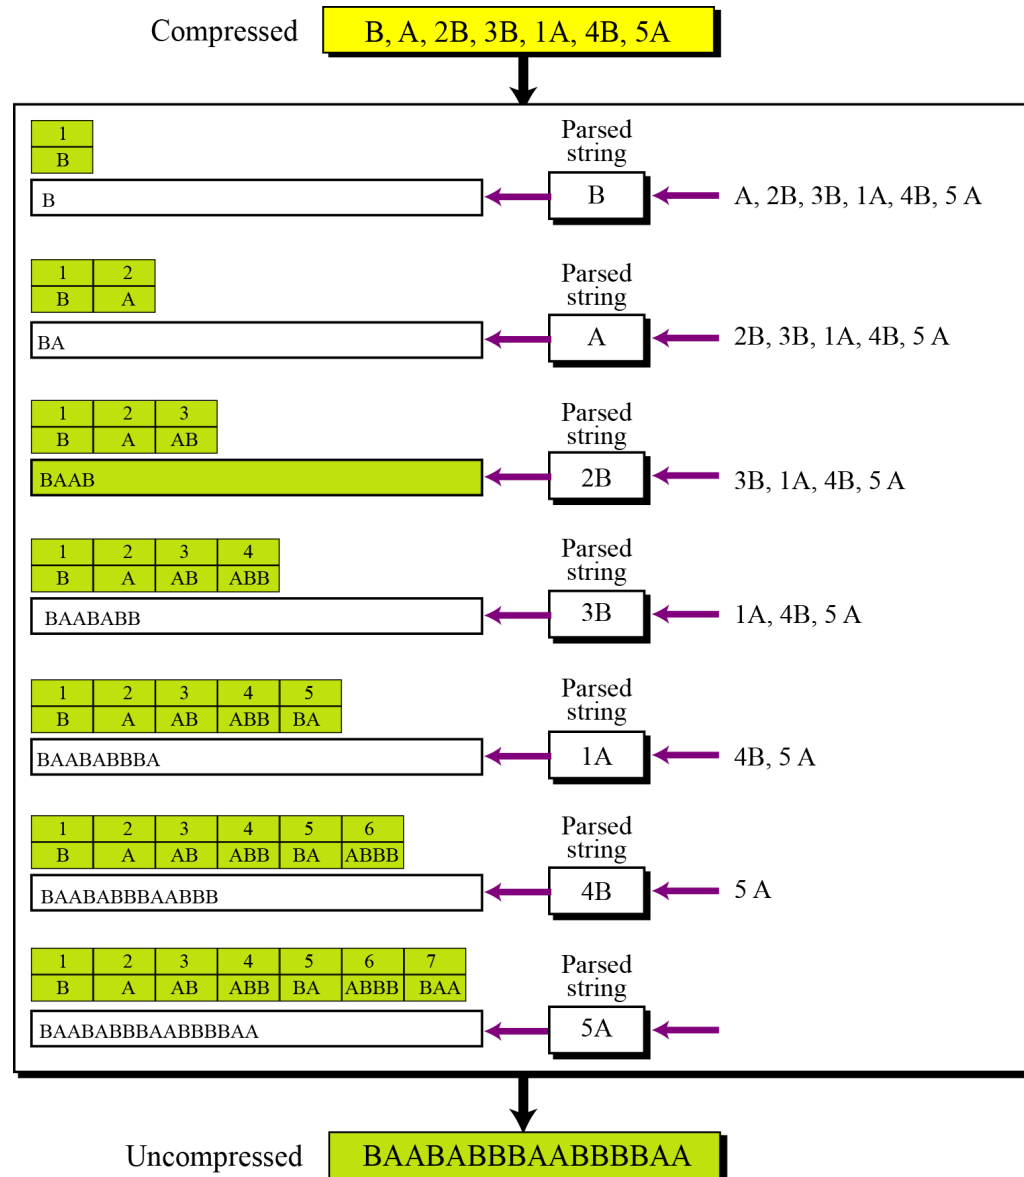 Compressed B, A, 2B, 3B, 1A, 4B, 5A
1
B
Parsed
string
B B A, 2B, 3B, 1A, 4B, 5 A
1 2
B A
Parsed
string
BA A 2B, 3B, 1A, 4B, 5 A
1 2 3
B A AB
Parsed
string
BAAB 2B 3B, 1A, 4B, 5 A
1 2 3 4
B A AB ABB
Parsed
string
BAABABB 3B 1A, 4B, 5 A
1 2 3 4 5
B A AB ABB BA
Parsed
string
BAABABBBA 1A 4B, 5 A
1 2 3 4 5 6
B A AB ABB BA ABBB
Parsed
string
BAABABBBAABBB 4B 5 A
1 2 3 4 5 6 7
B A AB ABB BA ABBB BAA
Parsed
string
BAABABBBAABBBBAA 5A
Uncompressed BAABABBBAABBBBAA